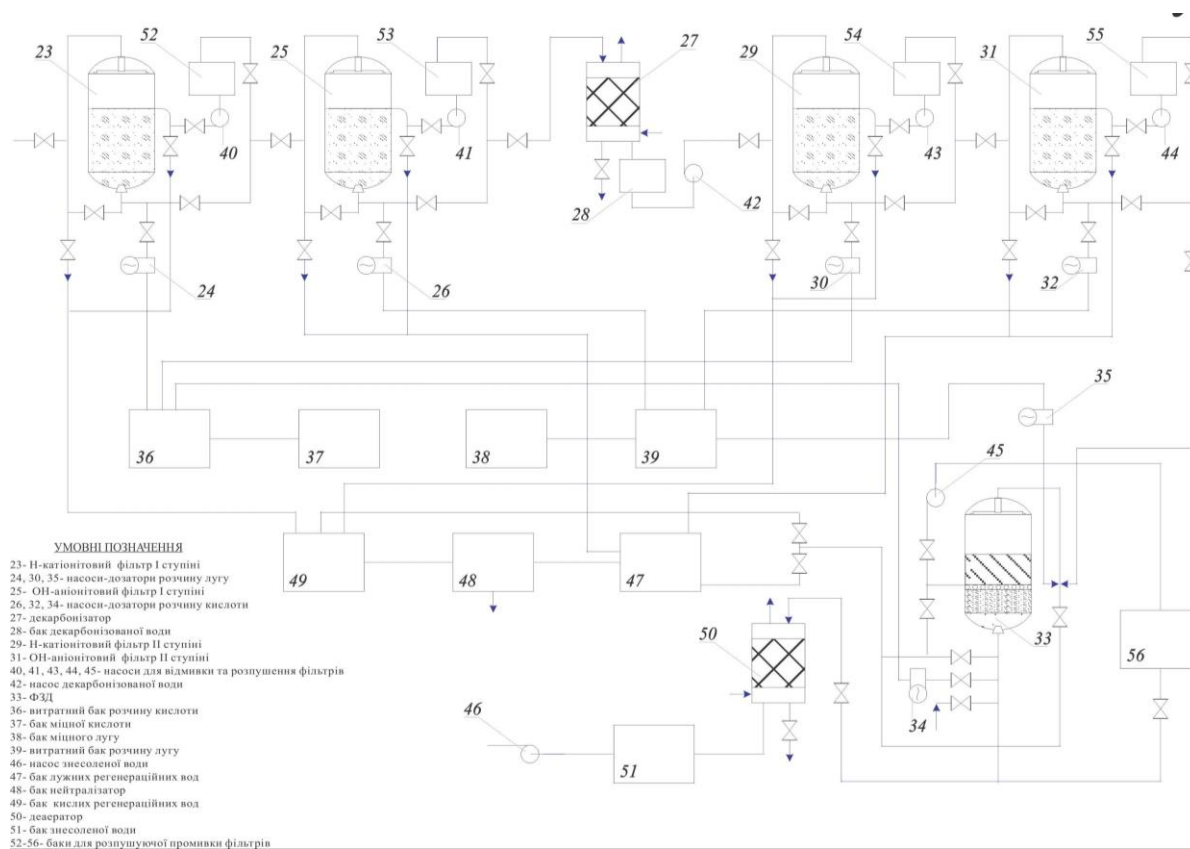 23
52
25
53
27
29
54
31
55
40
41
28
42
43
44
24
26
30
32
35
36
37
38
39
45
49
48
47
50
33
56
34
46
51
УМОВНІ ПОЗНАЧЕННЯ
23- Н-катіонітовий фільтр І ступіні
24, 30, 35- насоси-дозатори розчину лугу
25- ОН-аніонітовий фільтр І ступіні
26, 32, 34- насоси-дозатори розчину кислоти
27- декарбонізатор
28- бак декарбонізованої води
29- Н-катіонітовий фільтр ІІ ступіні
31- ОН-аніонітовий фільтр ІІ ступіні
40, 41, 43, 44, 45- насоси для відмивки та розпушення фільтрів
42- насос декарбонізованої води
33- ФЗД
36- витратний бак розчину кислоти
37- бак міцної кислоти
38- бак міцного лугу
39- витратний бак розчину лугу
46- насос знесоленої води
47- бак лужних регенераційних вод
48- бак нейтралізатор
49- бак кислих регенераційних вод
50- деаератор
51- бак знесоленої води
52-56- баки для розпушуючої промивки фільтрів